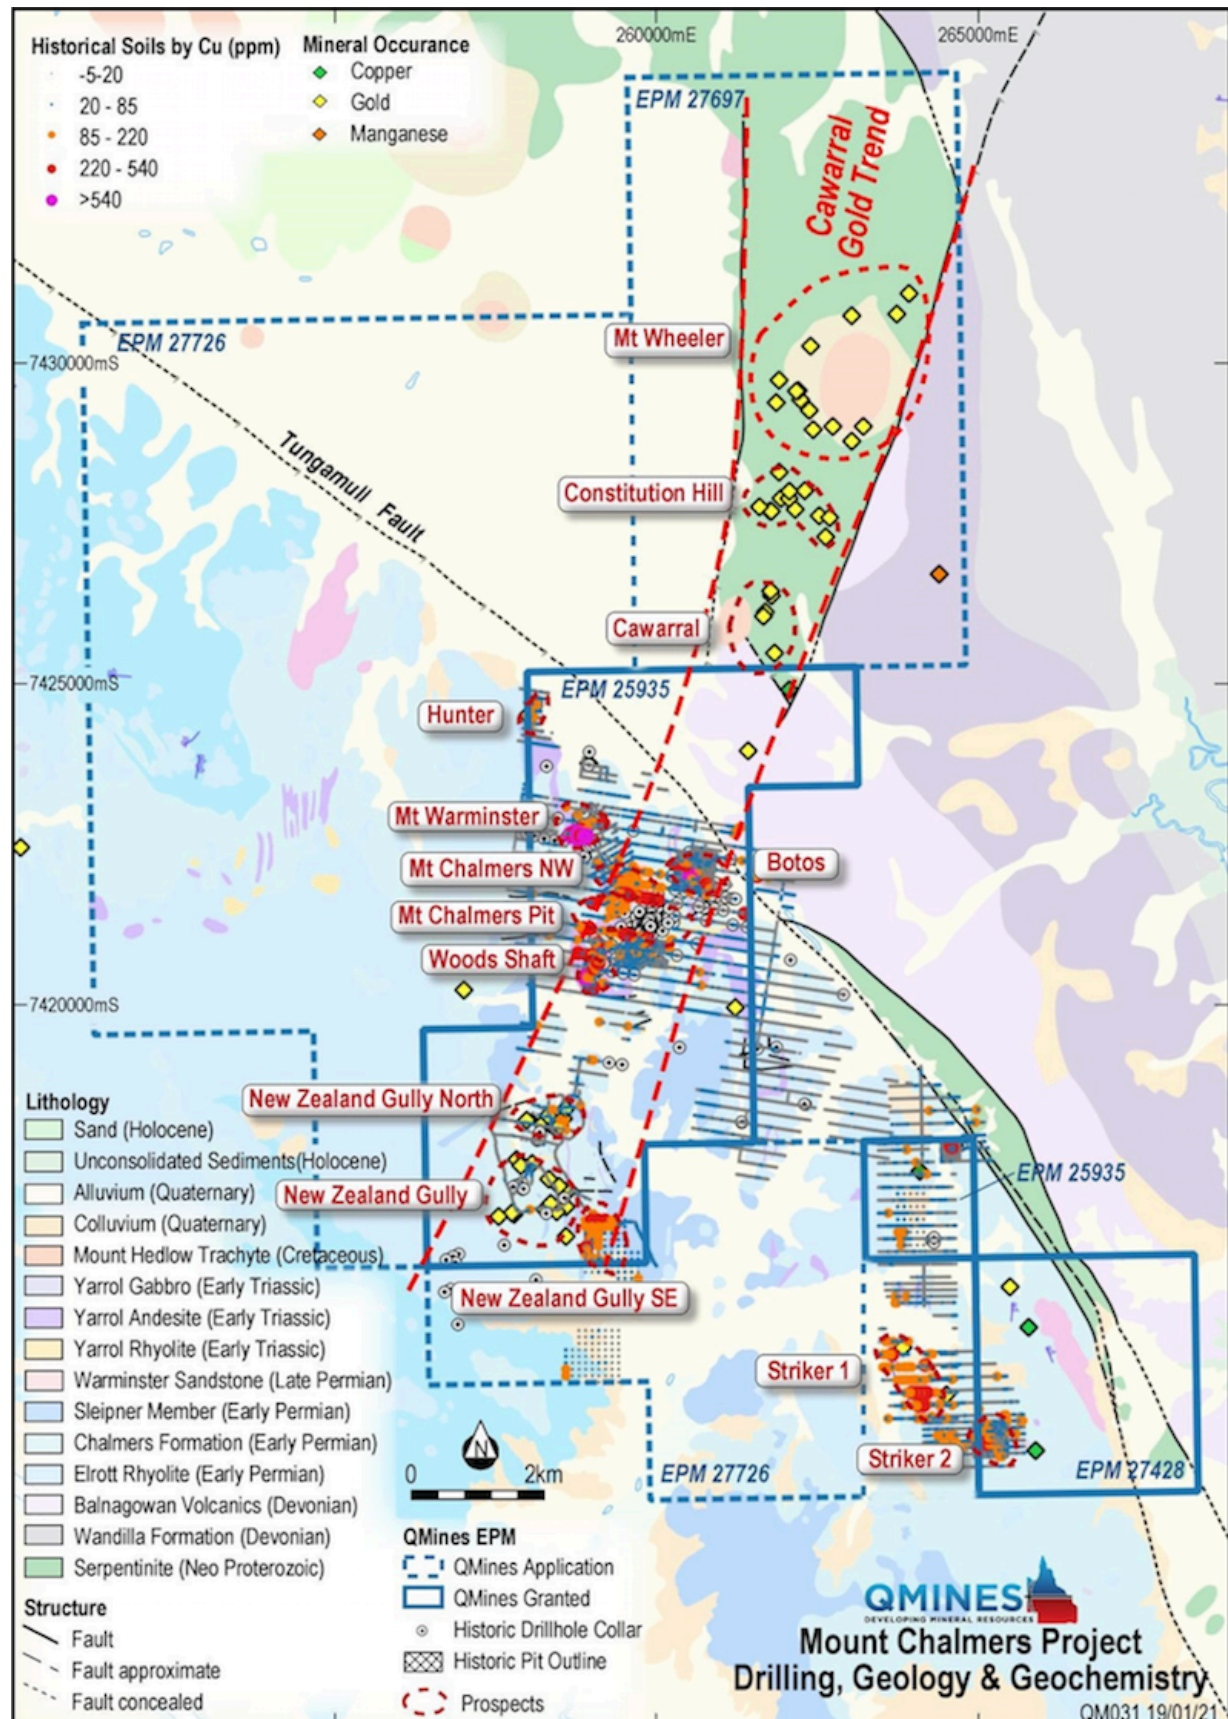 Historical Soils by Cu (ppm)
-5-20
20 - 85
85 - 220
220 - 540
>540
Mineral Occurance
Copper
Gold
Manganese
260000mE
265000mE
EPM 27697
Cawarral
Gold Trend
EPM 27726
7430000mS
Mt Wheeler
Tungamull Fault
Constitution Hill
Cawarral
7425000mS
EPM 25935
Hunter
Mt Warminster
Mt Chalmers NW
Botos
Mt Chalmers Pit
Woods Shaft
7420000mS
New Zealand Gully North
New Zealand Gully
EPM 25935
New Zealand Gully SE
Striker 1
Striker 2
EPM 27726
EPM 27428
Lithology
Sand (Holocene)
Unconsolidated Sediments(Holocene)
Alluvium (Quaternary)
Colluvium (Quaternary)
Mount Hedlow Trachyte (Cretaceous)
Yarrol Gabbro (Early Triassic)
Yarrol Andesite (Early Triassic)
Yarrol Rhyolite (Early Triassic)
Warminster Sandstone (Late Permian)
Sleipner Member (Early Permian)
Chalmers Formation (Early Permian)
Elrott Rhyolite (Early Permian)
Balnagowan Volcanics (Devonian)
Wandilla Formation (Devonian)
Serpentinite (Neo Proterozoic)
Structure
Fault
Fault approximate
Fault concealed
N
0 2km
QMines EPM
QMines Application
QMines Granted
Historic Drillhole Collar
Historic Pit Outline
Prospects
QMINES
DEVELOPING MINERAL RESOURCES
Mount Chalmers Project
Drilling, Geology & Geochemistry
QM031 19/01/21